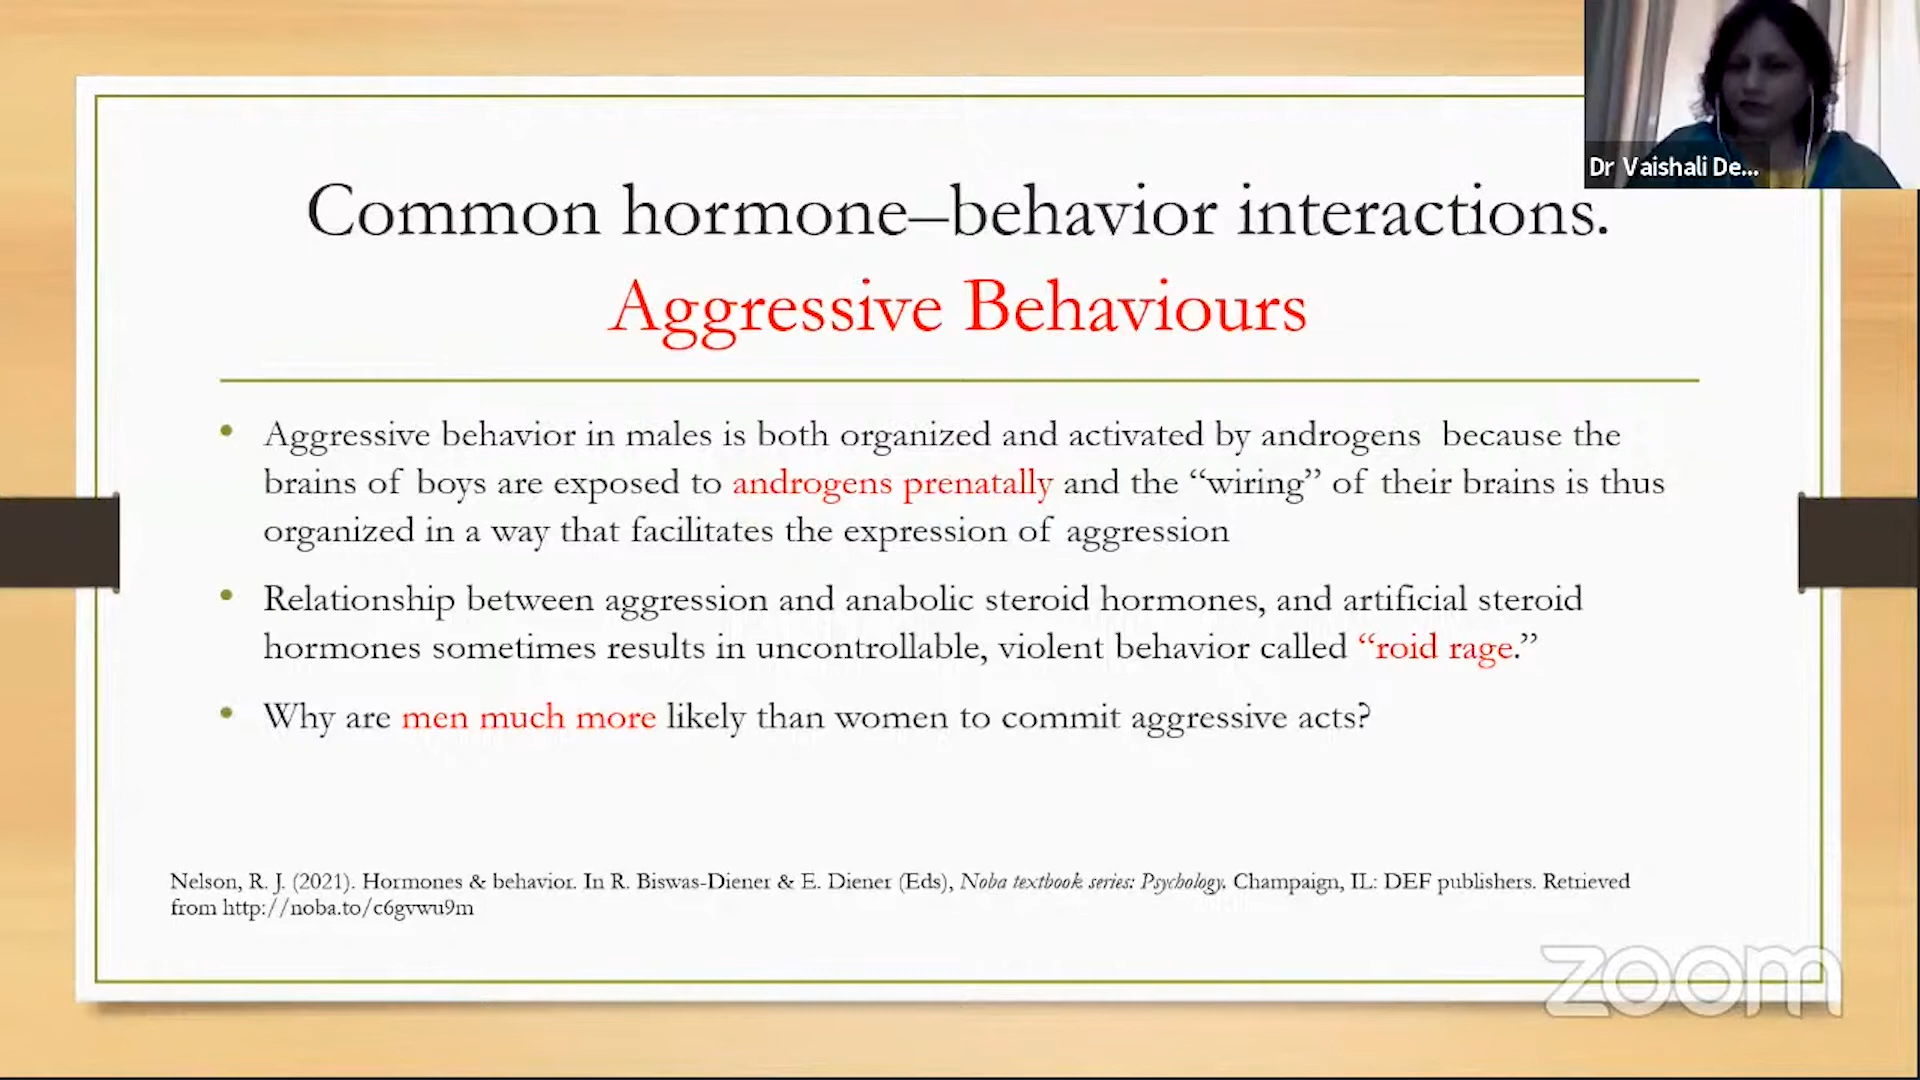 Dr Vaishali De...
Common hormone–behavior interactions.
Aggressive Behaviours
• Aggressive behavior in males is both organized and activated by androgens because the
brains of boys are exposed to androgens prenatally and the “wiring” of their brains is thus
organized in a way that facilitates the expression of aggression
• Relationship between aggression and anabolic steroid hormones, and artificial steroid
hormones sometimes results in uncontrollable, violent behavior called “roid rage.”
• Why are men much more likely than women to commit aggressive acts?
Nelson, R. J. (2021). Hormones & behavior. In R. Biswas-Diener & E. Diener (Eds), Noba textbook series: Psychology. Champaign, IL: DEF publishers. Retrieved
from http://noba.to/c6gvwu9m
zoom